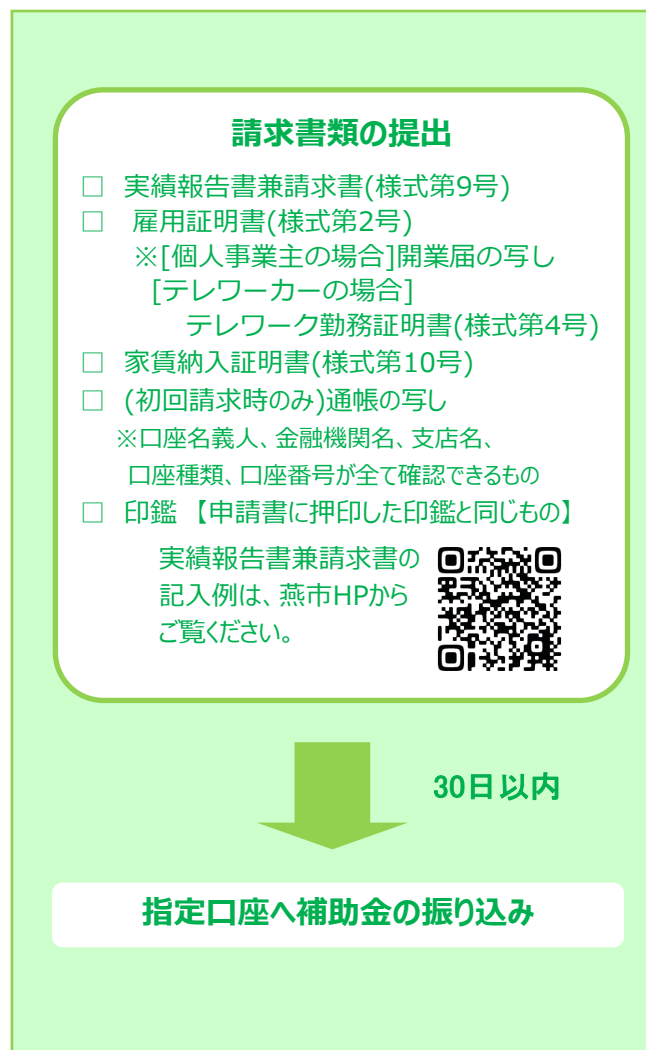 請求書類の提出
□ 実績報告書兼請求書(様式第9号)
□ 雇用証明書(様式第2号)
※[個人事業主の場合]開業届の写し
[テレワーカーの場合]
テレワーク勤務証明書(様式第4号)
□ 家賃納入証明書(様式第10号)
□ (初回請求時のみ)通帳の写し
※口座名義人、金融機関名、支店名、
口座種類、口座番号が全て確認できるもの
□ 印鑑【申請書に押印した印鑑と同じもの】
実績報告書兼請求書の
記入例は、燕市HPから
ご覧ください。
30日以内
指定口座へ補助金の振り込み